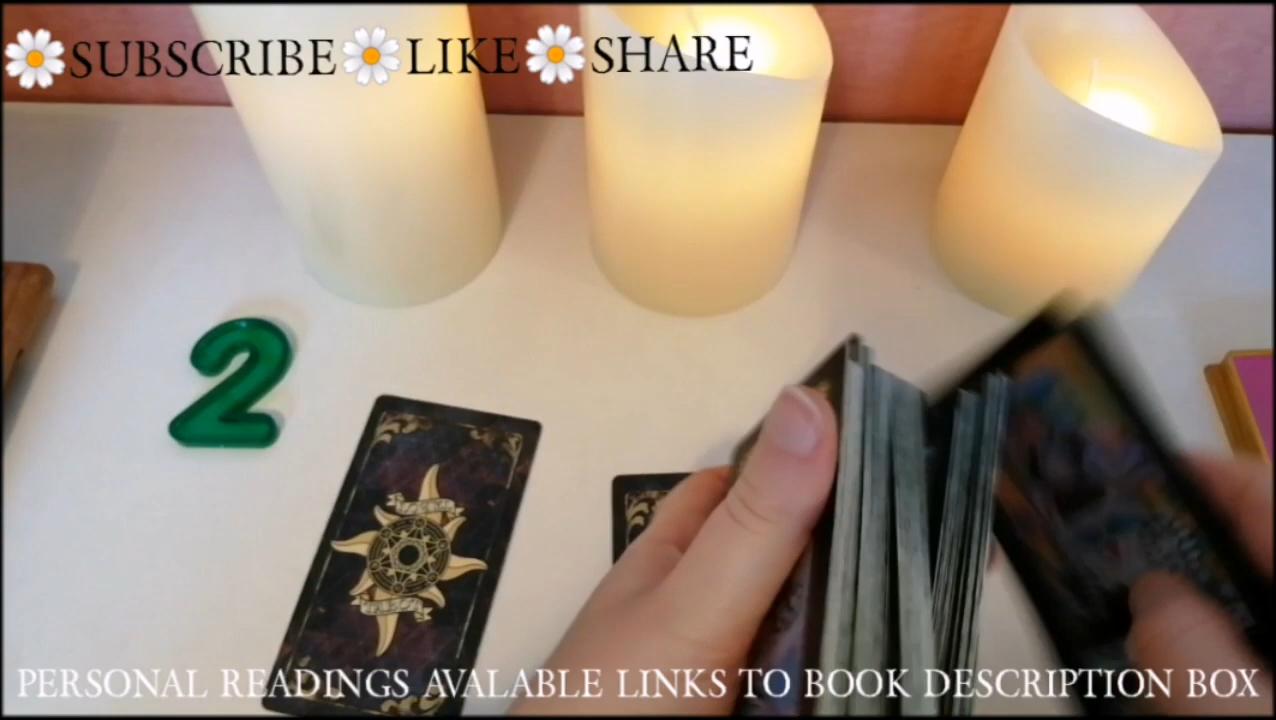 SUBSCRIBE LIKE SHARE
2
PERSONAL READINGS AVALABLE LINKS TO BOOK DESCRIPTION BOX